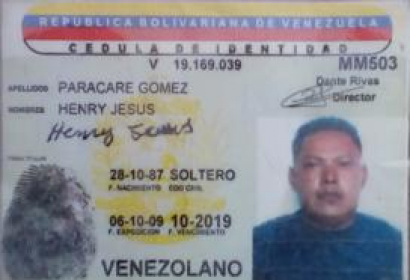 REPUBLICA BOLIVARIANA DE VENEZUELA
CEDULA DE IDENTIDAD
V 19.169.039 MM503
APELLIDOS PARACARE GOMEZ
Dante Rivas
Director
NOMBRES HENRY JESUS
Henry Jesus
28-10-87 SOLTERO
F. NACIMIENTO EDO CIVIL
06-10-09 10-2019
F. EXPEDICION F. VENCIMIENTO
VENEZOLANO